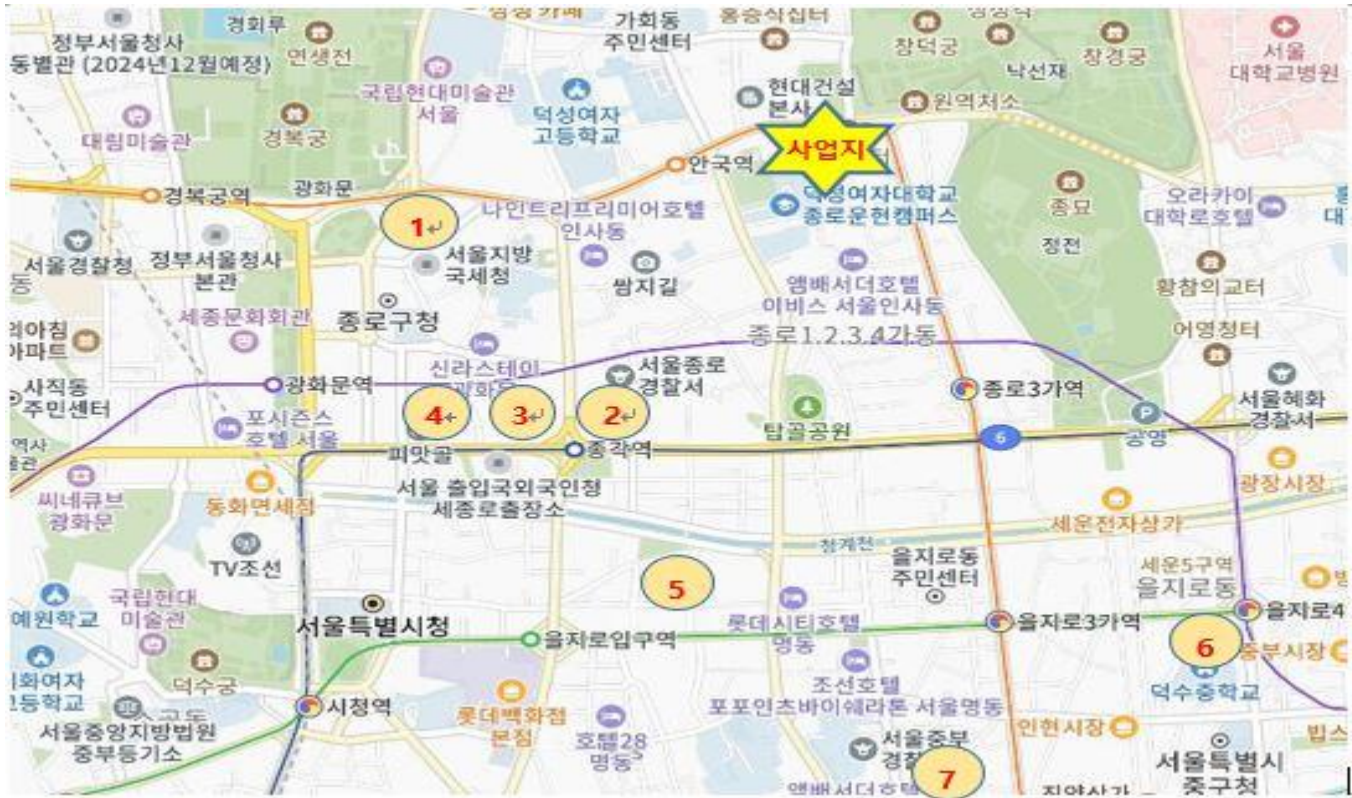 경회루
가회동
주민센터
창덕궁
창경궁
서울
대학교병원
정부서울청사
동별관 (2024년12월예정)
연생전
국립현대미술관
서울
덕성여자
고등학교
현대건설
본사
낙선재
원역처소
대림미술관
경복궁
사업지
안국역
경복궁역
광화문
덕성여자대학교
종로운현캠퍼스
종묘
정전
오라카이
대학로호텔
1
나인트리프리미어호텔
인사동
서울경찰청
정부서울청사
본관
서울지방
국세청
쌈지길
앰배서더호텔
이비스 서울인사동
황참의교터
종로구청
세종문화회관
종로1.2.3.4가동
어영청터
신라스테이
서울종로
경찰서
광화문역
사직동
주민센터
종로3가역
서울혜화
경찰서
포시즌스
호텔 서울
4
3
2
탑골공원
P
공영
6
피맛골
종각역
서울 출입국외국인청
세종로출장소
씨네큐브
광화문
동화면세점
광장시장
세운전자상가
청계천
TV조선
을지로동
주민센터
세운5구역
을지로동
5
국립현대
미술관
예원학교
서울특별시청
을지로입구역
롯데시티호텔
명동
을지로3가역
을지로4
6
중부시장
덕수궁
덕수중학교
시청역
롯데백화점
본점
호텔28
명동
조선호텔
포포인츠바이쉐라톤 서울명동
인현시장
서울중앙지방법원
중부등기소
서울중부
7
앰배서더호텔
서울특별시
중구청